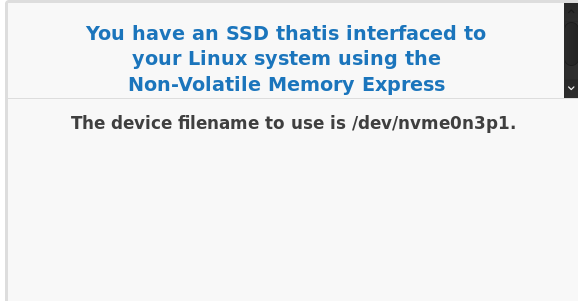 You have an SSD thatis interfaced to
your Linux system using the
Non-Volatile Memory Express
The device filename to use is /dev/nvme0n3p1.